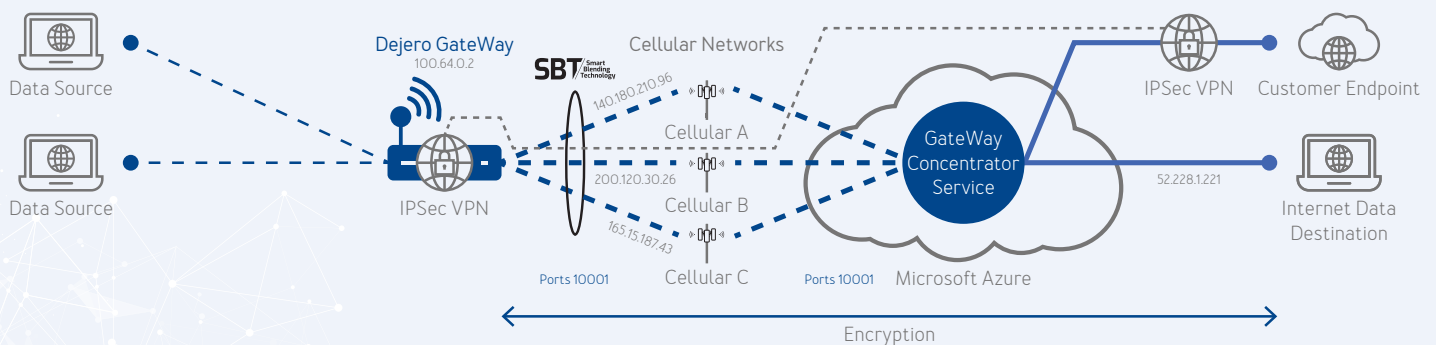 Data Source
Data Source
Dejero GateWay
100.64.0.2
IPSec VPN
SBT Smart
Blending
Technology
Cellular Networks
140.180.210.96
Cellular A
200.120.30.26
Cellular B
165.15.187.43
Cellular C
Ports 10001
Ports 10001
GateWay
Concentrator
Service
Microsoft Azure
IPSec VPN
Customer Endpoint
52.228.1.221
Internet Data
Destination
Encryption